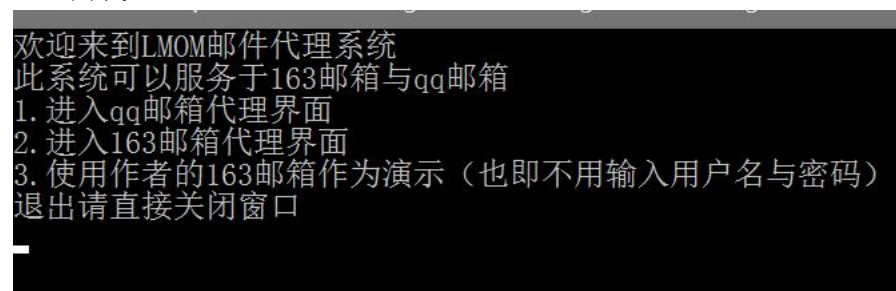 欢迎来到LMOM邮件代理系统
此系统可以服务于163邮箱与qq邮箱
1.进入qq邮箱代理界面
2.进入163邮箱代理界面
3.使用作者的163邮箱作为演示（也即不用输入用户名与密码）
退出请直接关闭窗口